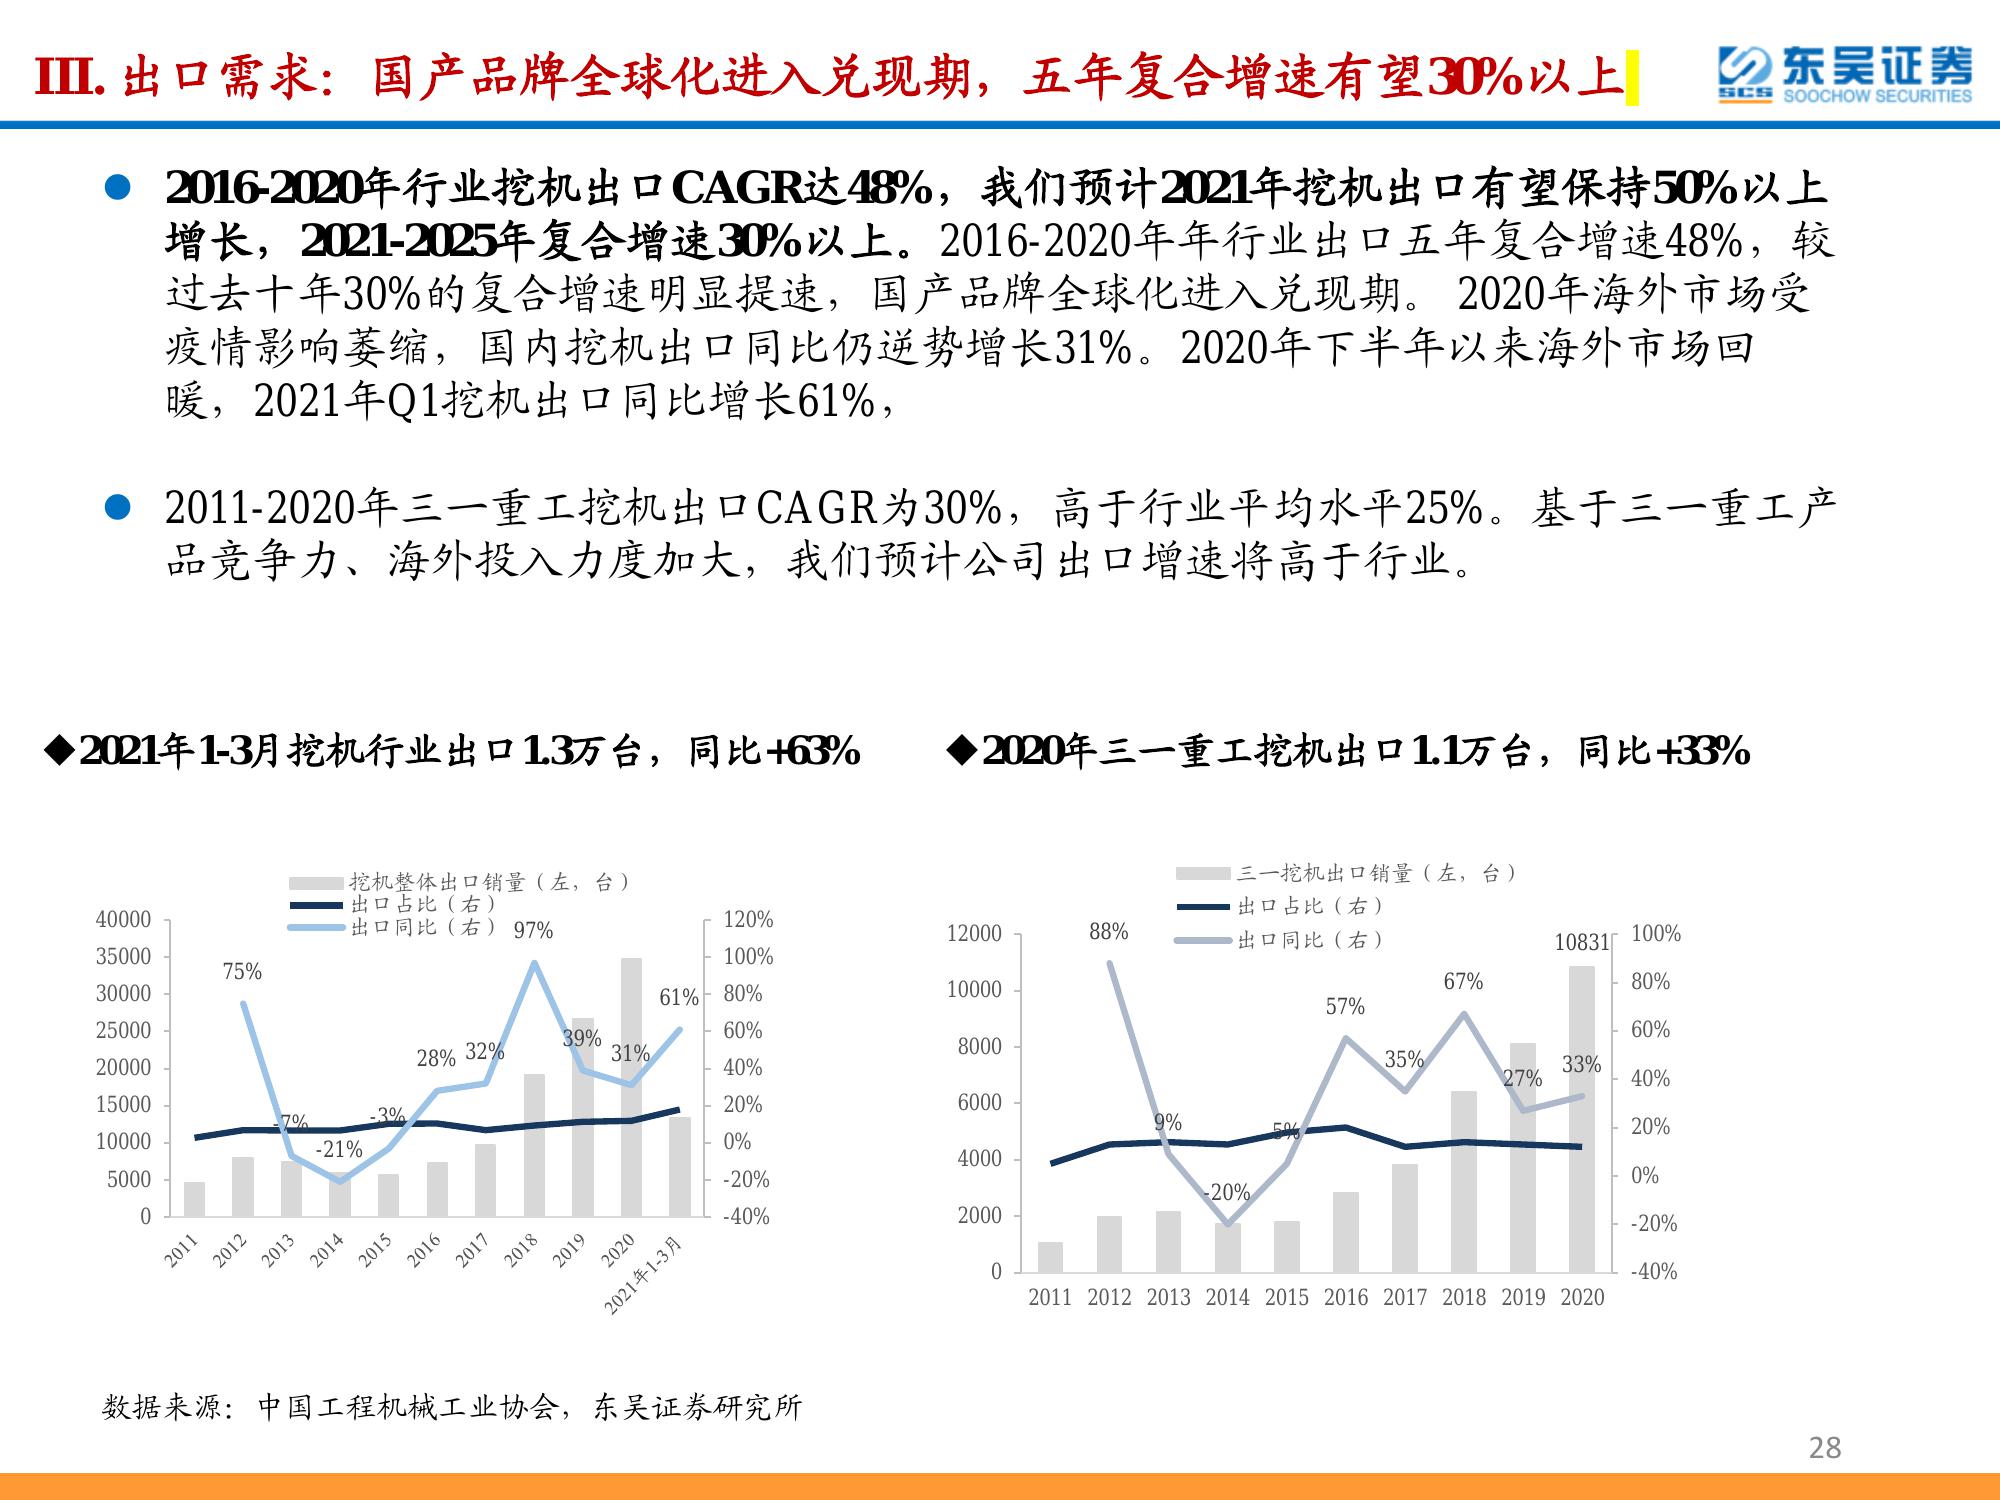 III. 出口需求：国产品牌全球化进入兑现期，五年复合增速有望30%以上
东吴证券
SCS SOOCHOW SECURITIES
2016-2020年行业挖机出口CAGR达48%，我们预计2021年挖机出口有望保持50%以上
增长，2021-2025年复合增速30%以上。2016-2020年年行业出口五年复合增速48%，较
过去十年30%的复合增速明显提速，国产品牌全球化进入兑现期。 2020年海外市场受
疫情影响萎缩，国内挖机出口同比仍逆势增长31%。2020年下半年以来海外市场回
暖，2021年Q1挖机出口同比增长61%，
2011-2020年三一重工挖机出口CAGR为30%，高于行业平均水平25%。基于三一重工产
品竞争力、海外投入力度加大，我们预计公司出口增速将高于行业。
◆2021年1-3月挖机行业出口1.3万台，同比+63%
挖机整体出口销量（左，台）
出口占比（右）
出口同比（右）
40000
35000
30000
25000
20000
15000
10000
5000
0
75%
-7%
-21%
-3%
28%
32%
97%
39%
31%
61%
120%
100%
80%
60%
40%
20%
0%
-20%
-40%
2011 2012 2013 2014 2015 2016 2017 2018 2019 2020 2021年1-3月
◆2020年三一重工挖机出口1.1万台，同比+33%
三一挖机出口销量（左，台）
出口占比（右）
出口同比（右）
12000
10000
8000
6000
4000
2000
0
88%
9%
-20%
5%
57%
35%
67%
27%
33%
10831
100%
80%
60%
40%
20%
0%
-20%
-40%
2011 2012 2013 2014 2015 2016 2017 2018 2019 2020
数据来源：中国工程机械工业协会，东吴证券研究所
28